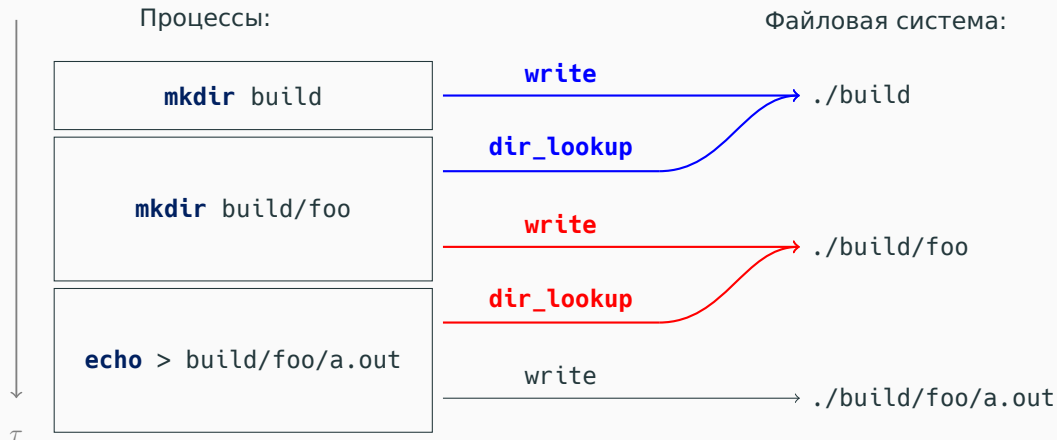 Процессы:
Файловая система:
mkdir build
write
./build
dir_lookup
mkdir build/foo
write
./build/foo
dir_lookup
echo > build/foo/a.out
write
./build/foo/a.out
τ